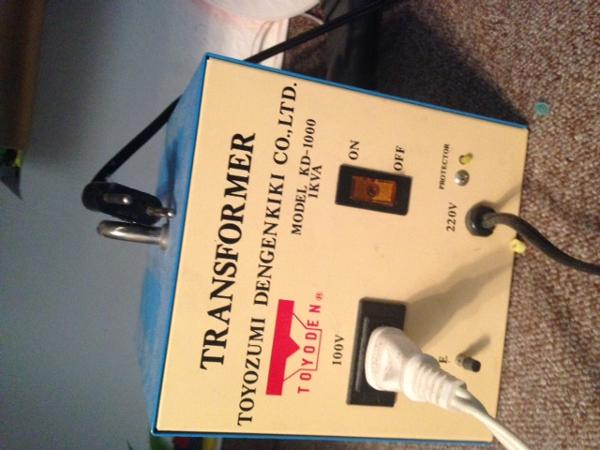 TRANSFORMER
TOYOZUMI DENGENKIKI CO.,LTD.
MODEL KD-1000
1KVA
TOYODEN®
100V
ON
OFF
PROTECTOR
220V
E